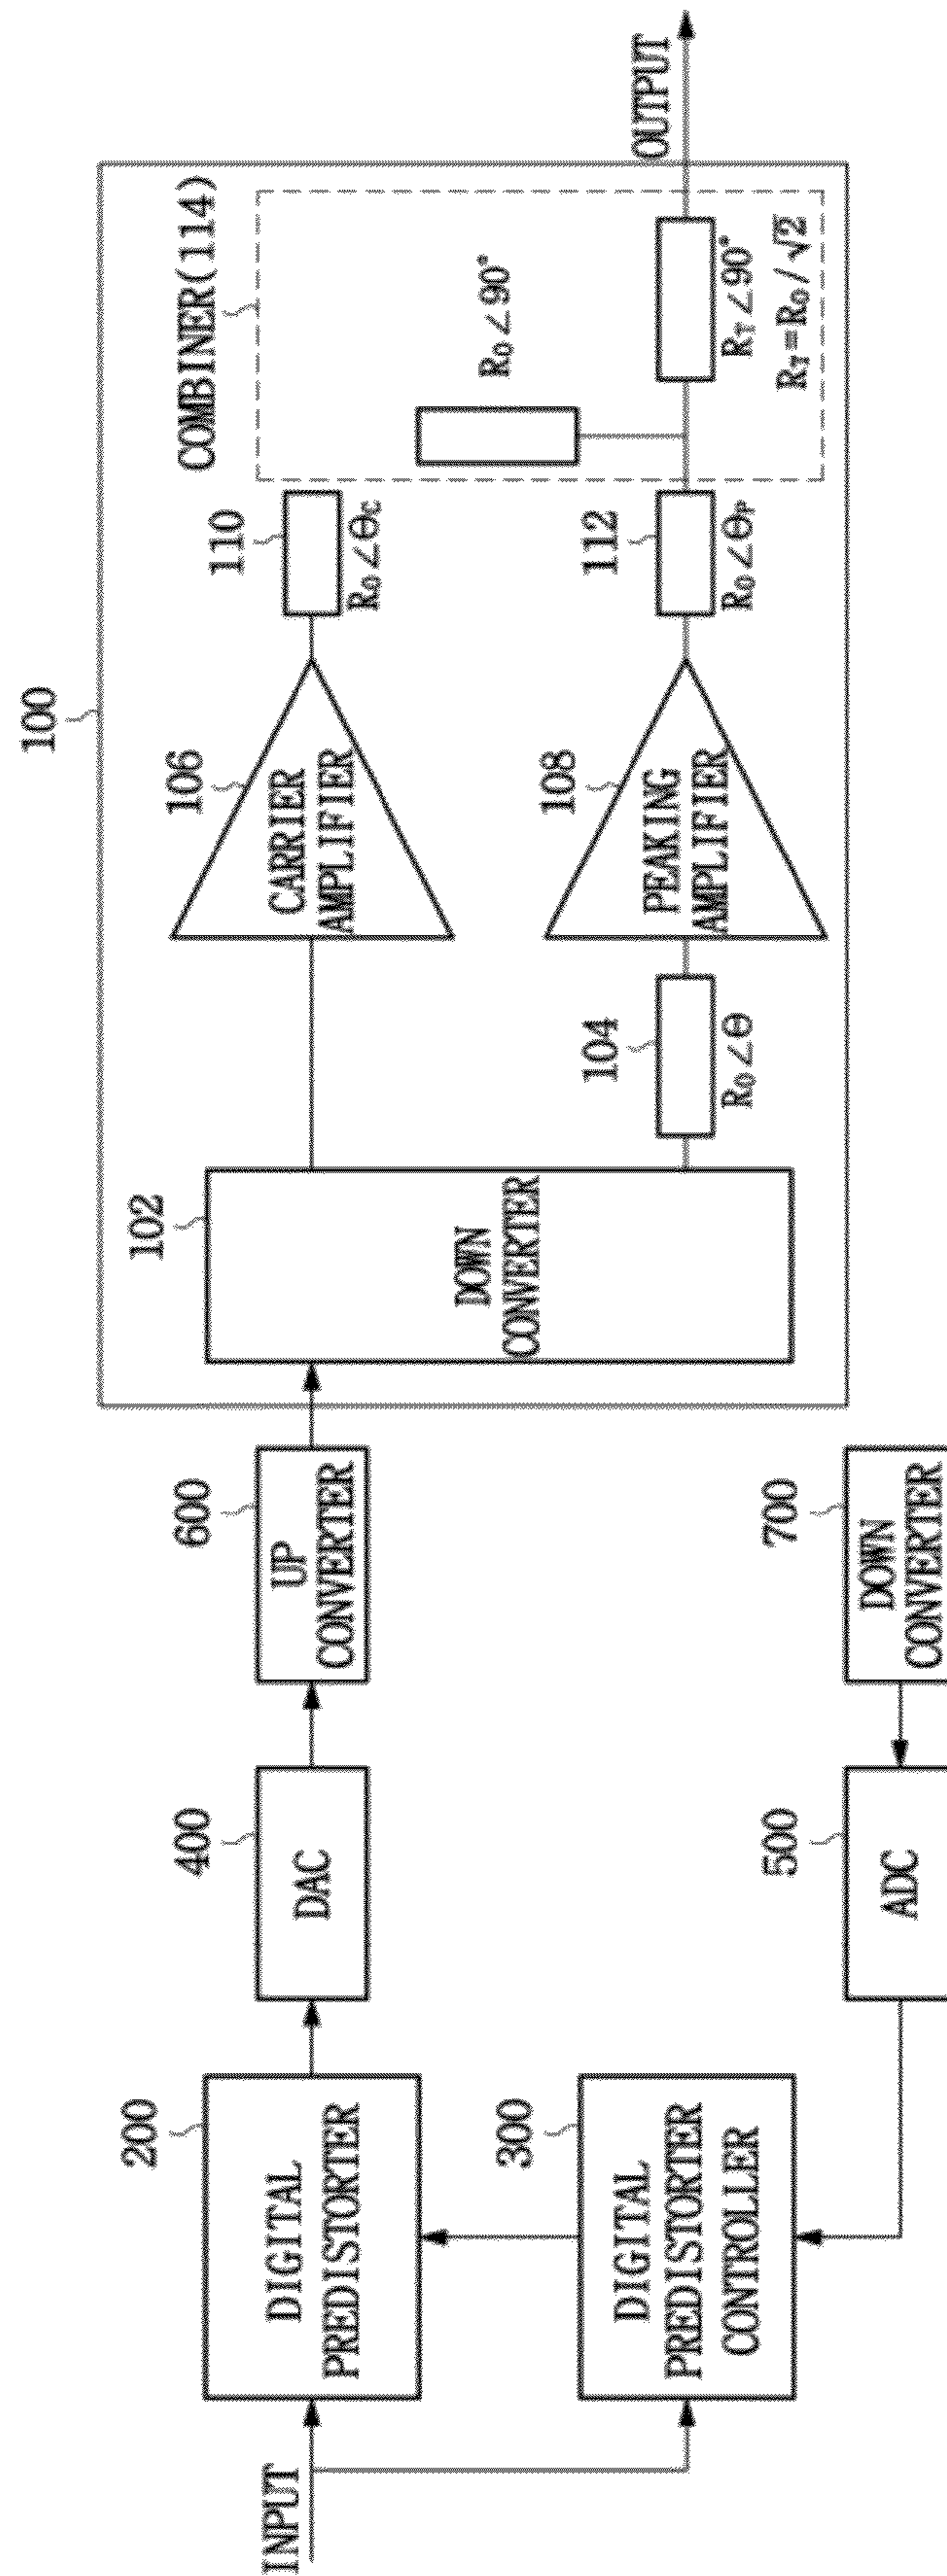 INPUT
200
DIGITAL
PREDISTORTER
300
DIGITAL
PREDISTORTER
CONTROLLER
400
DAC
500
ADC
600
UP
CONVERTER
700
DOWN
CONVERTER
100
102
DOWN
CONVERTER
104
R₀∠Θ
106
CARRIER
AMPLIFIER
108
PEAKING
AMPLIFIER
110
R₀∠Θc
112
R₀∠Θp
COMBINER(114)
R₀∠90°
R_T∠90°
R_T=R₀/√2
OUTPUT